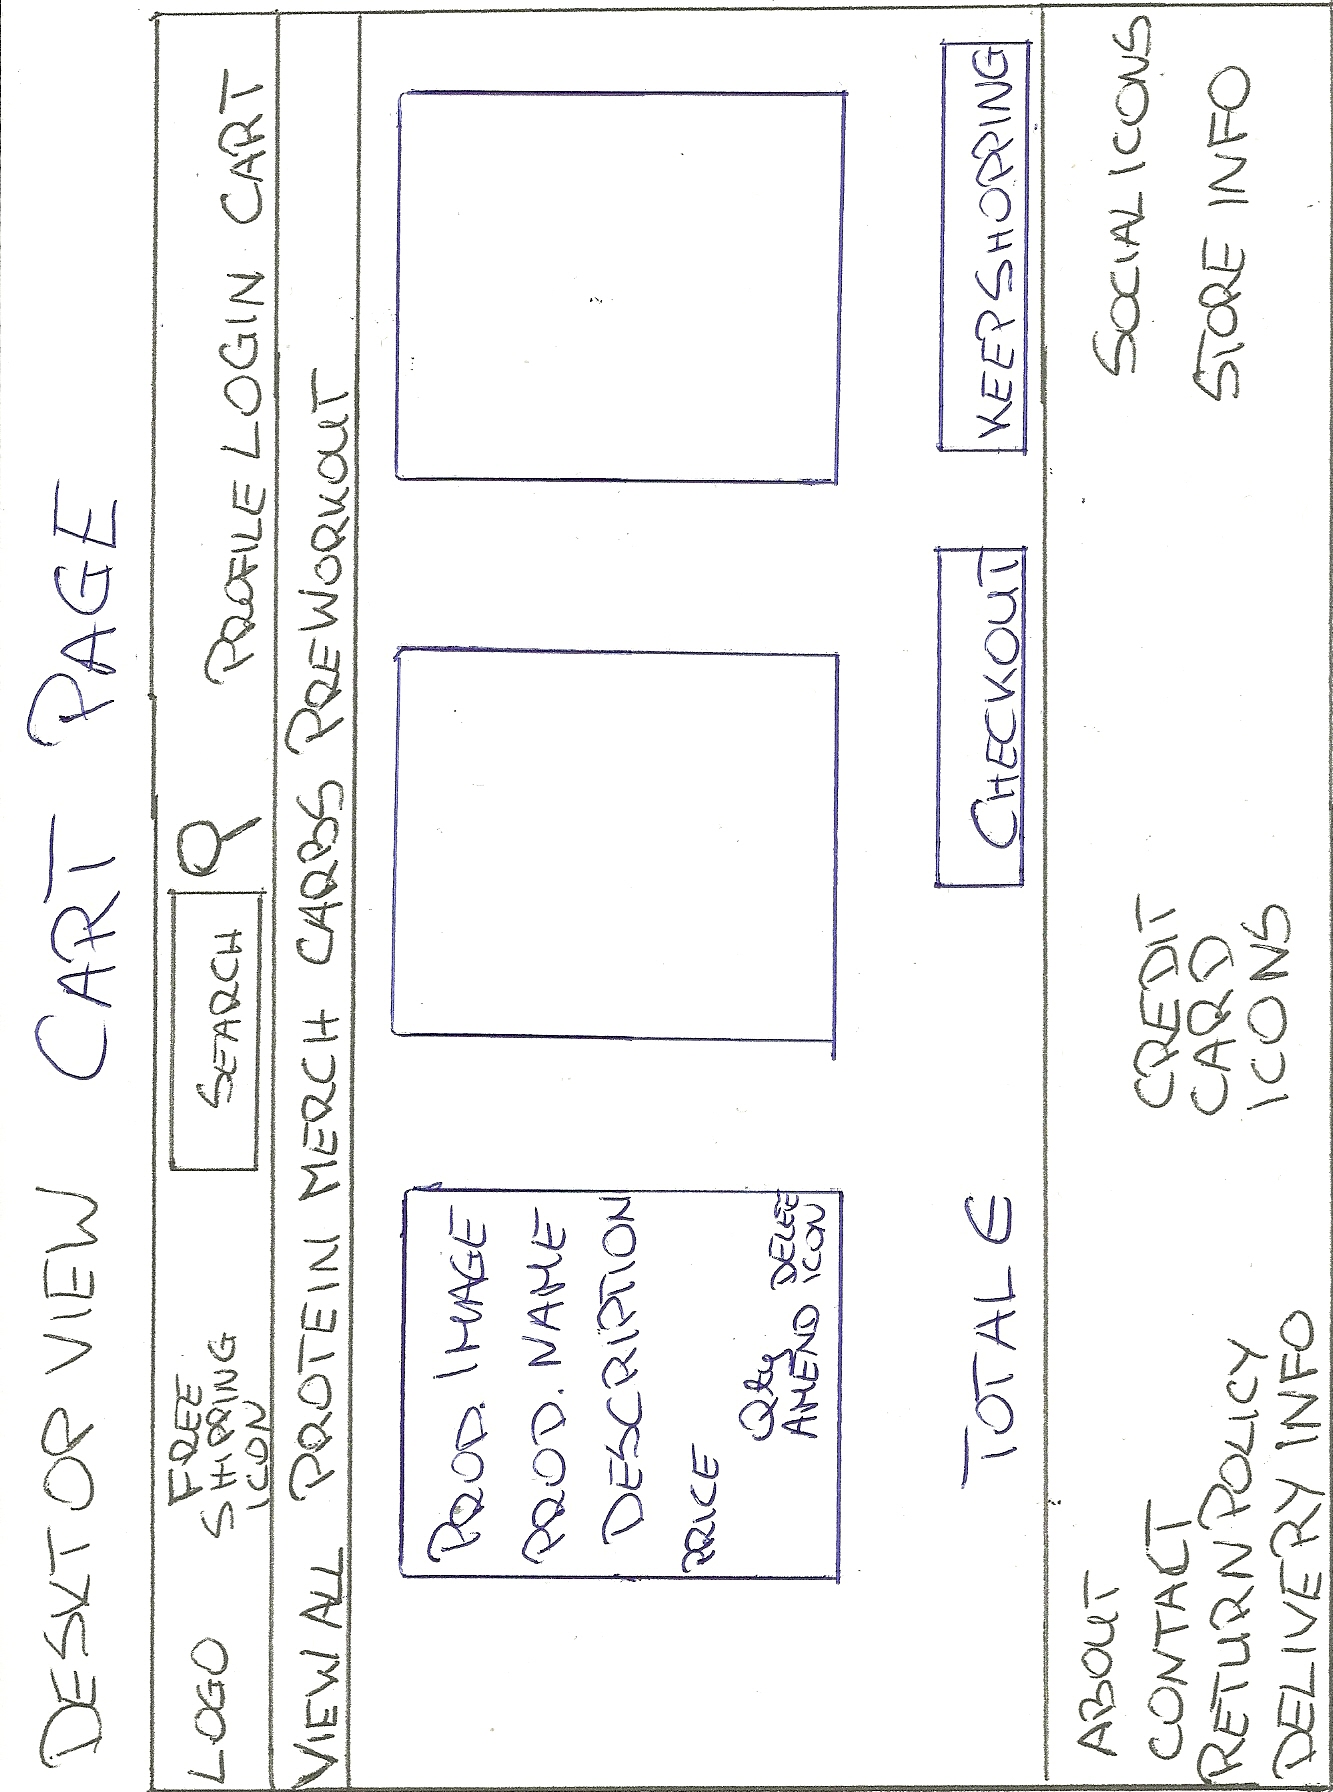 DESKTOP VIEW CART PAGE
LOGO
FREE
SHIPPING
ICON
SEARCH
PROFILE LOGIN CART
VIEW ALL PROTEIN MERCH CARBS PREWORKOUT
PROD. IMAGE
PROD. NAME
DESCRIPTION
PRICE
Qty
AMEND
DELETE
ICON
TOTAL €
CHECKOUT
KEEP SHOPPING
ABOUT
CONTACT
RETURN POLICY
DELIVERY INFO
CREDIT
CARD
ICONS
SOCIAL ICONS
STORE INFO